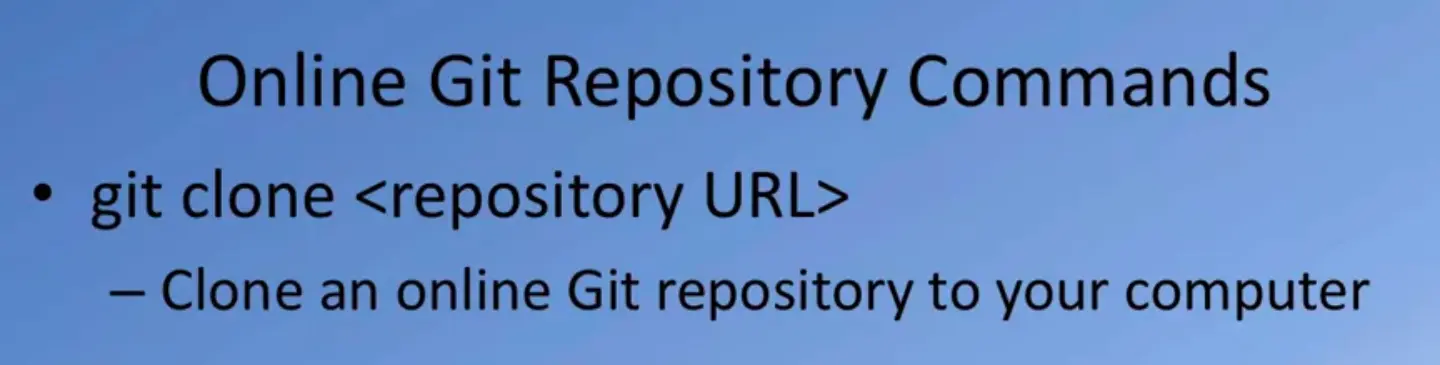 Online Git Repository Commands
• git clone <repository URL>
– Clone an online Git repository to your computer